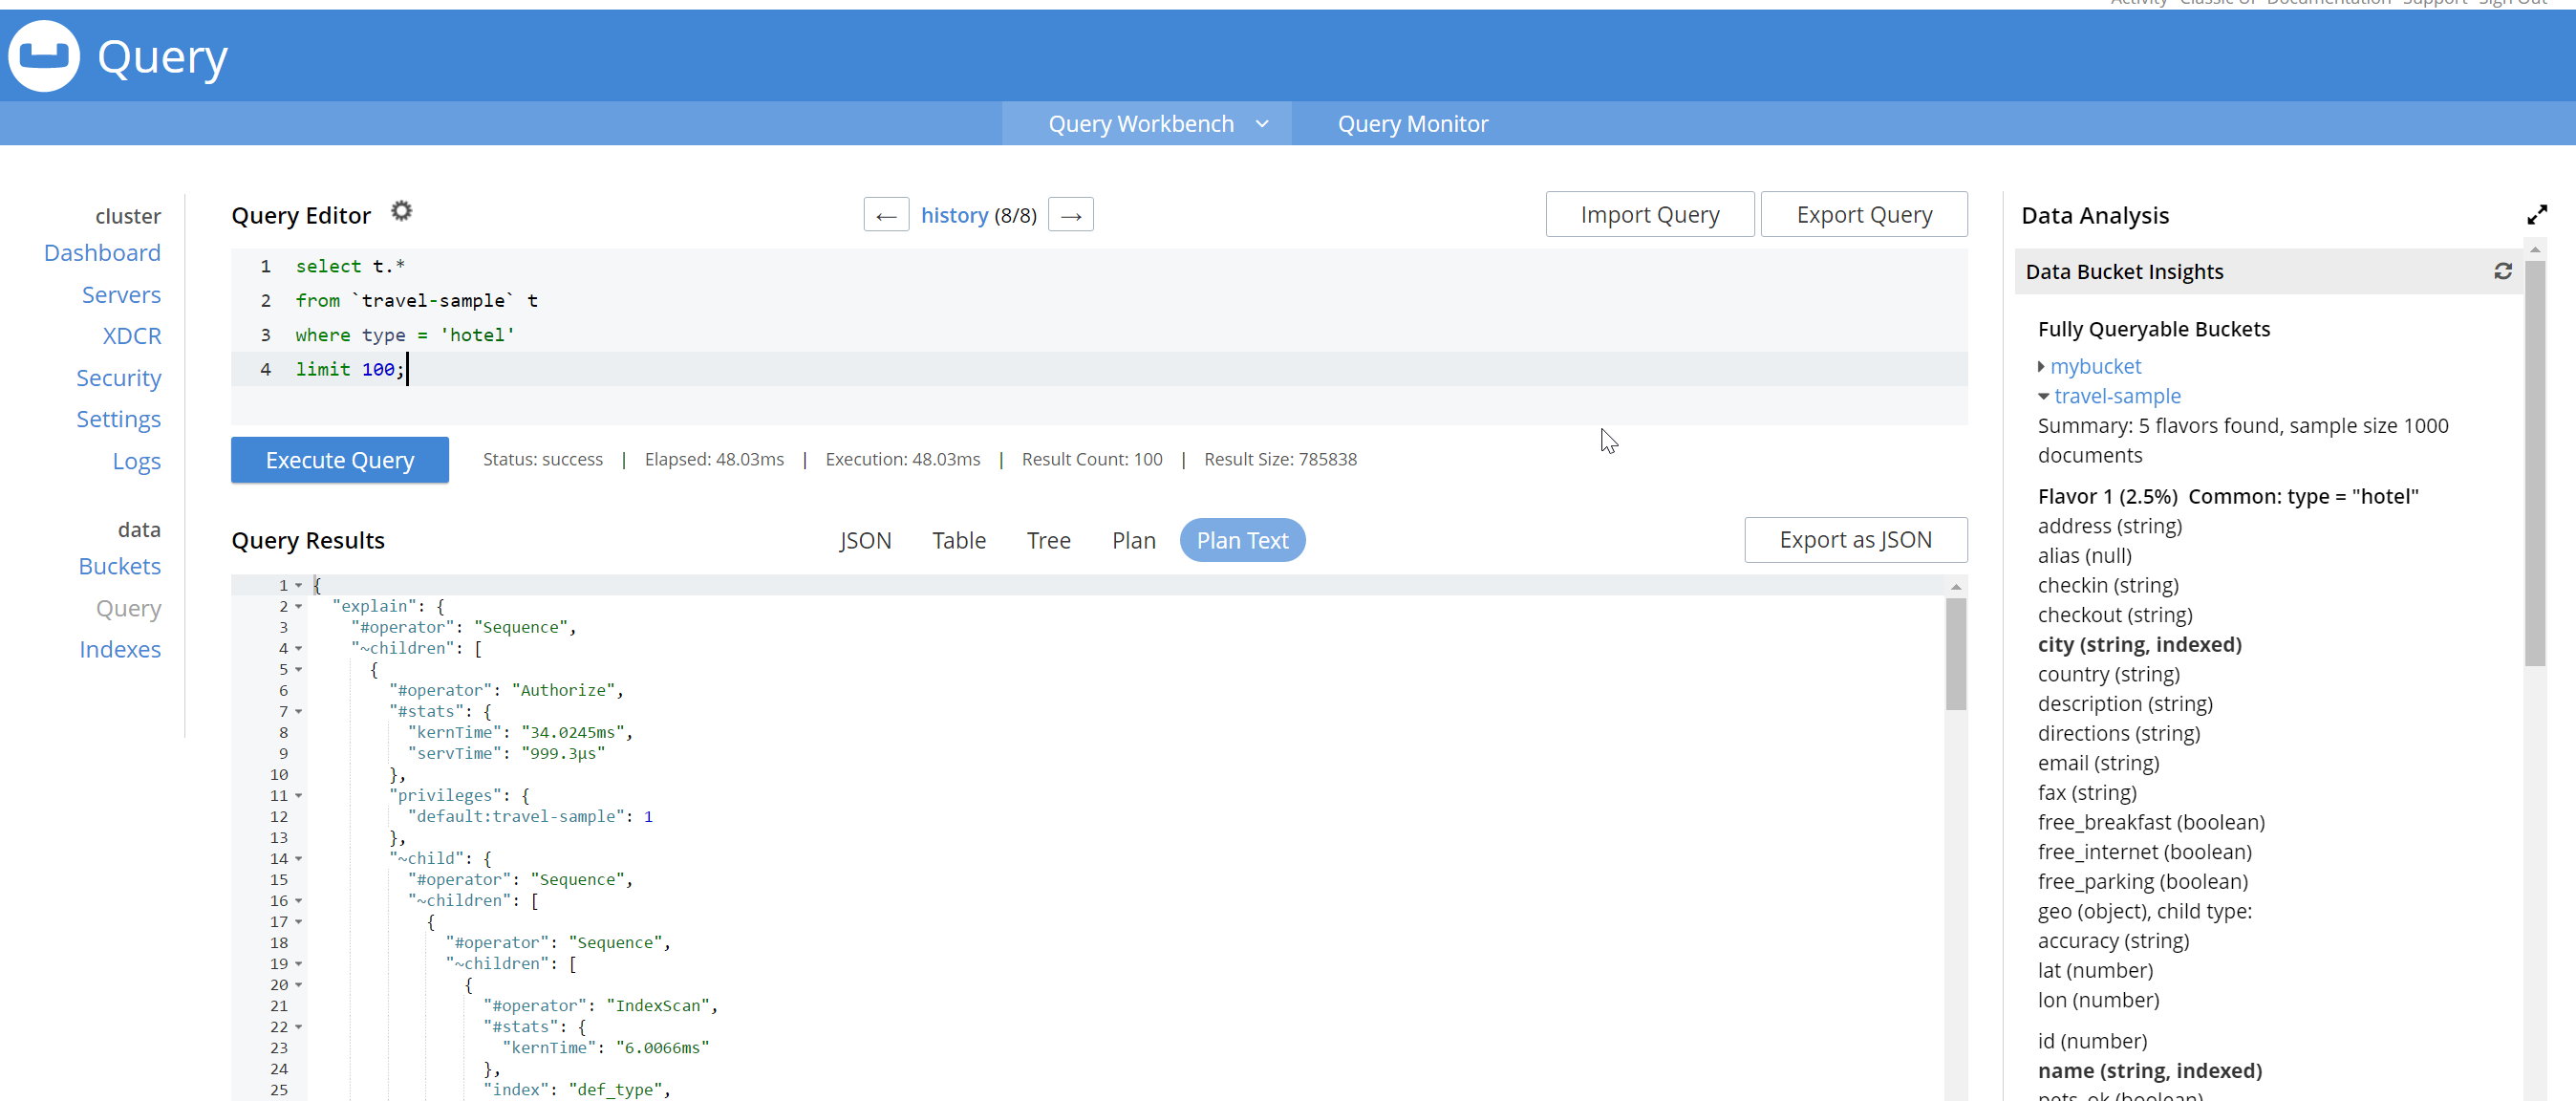 Activity Classic UI Documentation Support Sign Out
Query
Query Workbench
Query Monitor
cluster
Dashboard
Servers
XDCR
Security
Settings
Logs
data
Buckets
Query
Indexes
Query Editor
← history (8/8) →
Import Query
Export Query
1 select t.*
2 from `travel-sample` t
3 where type = 'hotel'
4 limit 100;
Execute Query
Status: success | Elapsed: 48.03ms | Execution: 48.03ms | Result Count: 100 | Result Size: 785838
Query Results
JSON Table Tree Plan Plan Text
Export as JSON
1 {
2 "explain": {
3 "#operator": "Sequence",
4 "~children": [
5 {
6 "#operator": "Authorize",
7 "#stats": {
8 "kernTime": "34.0245ms",
9 "servTime": "999.3µs"
10 },
11 "privileges": {
12 "default:travel-sample": 1
13 },
14 "~child": {
15 "#operator": "Sequence",
16 "~children": [
17 {
18 "#operator": "Sequence",
19 "~children": [
20 {
21 "#operator": "IndexScan",
22 "#stats": {
23 "kernTime": "6.0066ms"
24 },
25 "index": "def_type",
Data Analysis
Data Bucket Insights
Fully Queryable Buckets
mybucket
travel-sample
Summary: 5 flavors found, sample size 1000
documents
Flavor 1 (2.5%) Common: type = "hotel"
address (string)
alias (null)
checkin (string)
checkout (string)
city (string, indexed)
country (string)
description (string)
directions (string)
email (string)
fax (string)
free_breakfast (boolean)
free_internet (boolean)
free_parking (boolean)
geo (object), child type:
accuracy (string)
lat (number)
lon (number)
id (number)
name (string, indexed)
pets_ok (boolean)